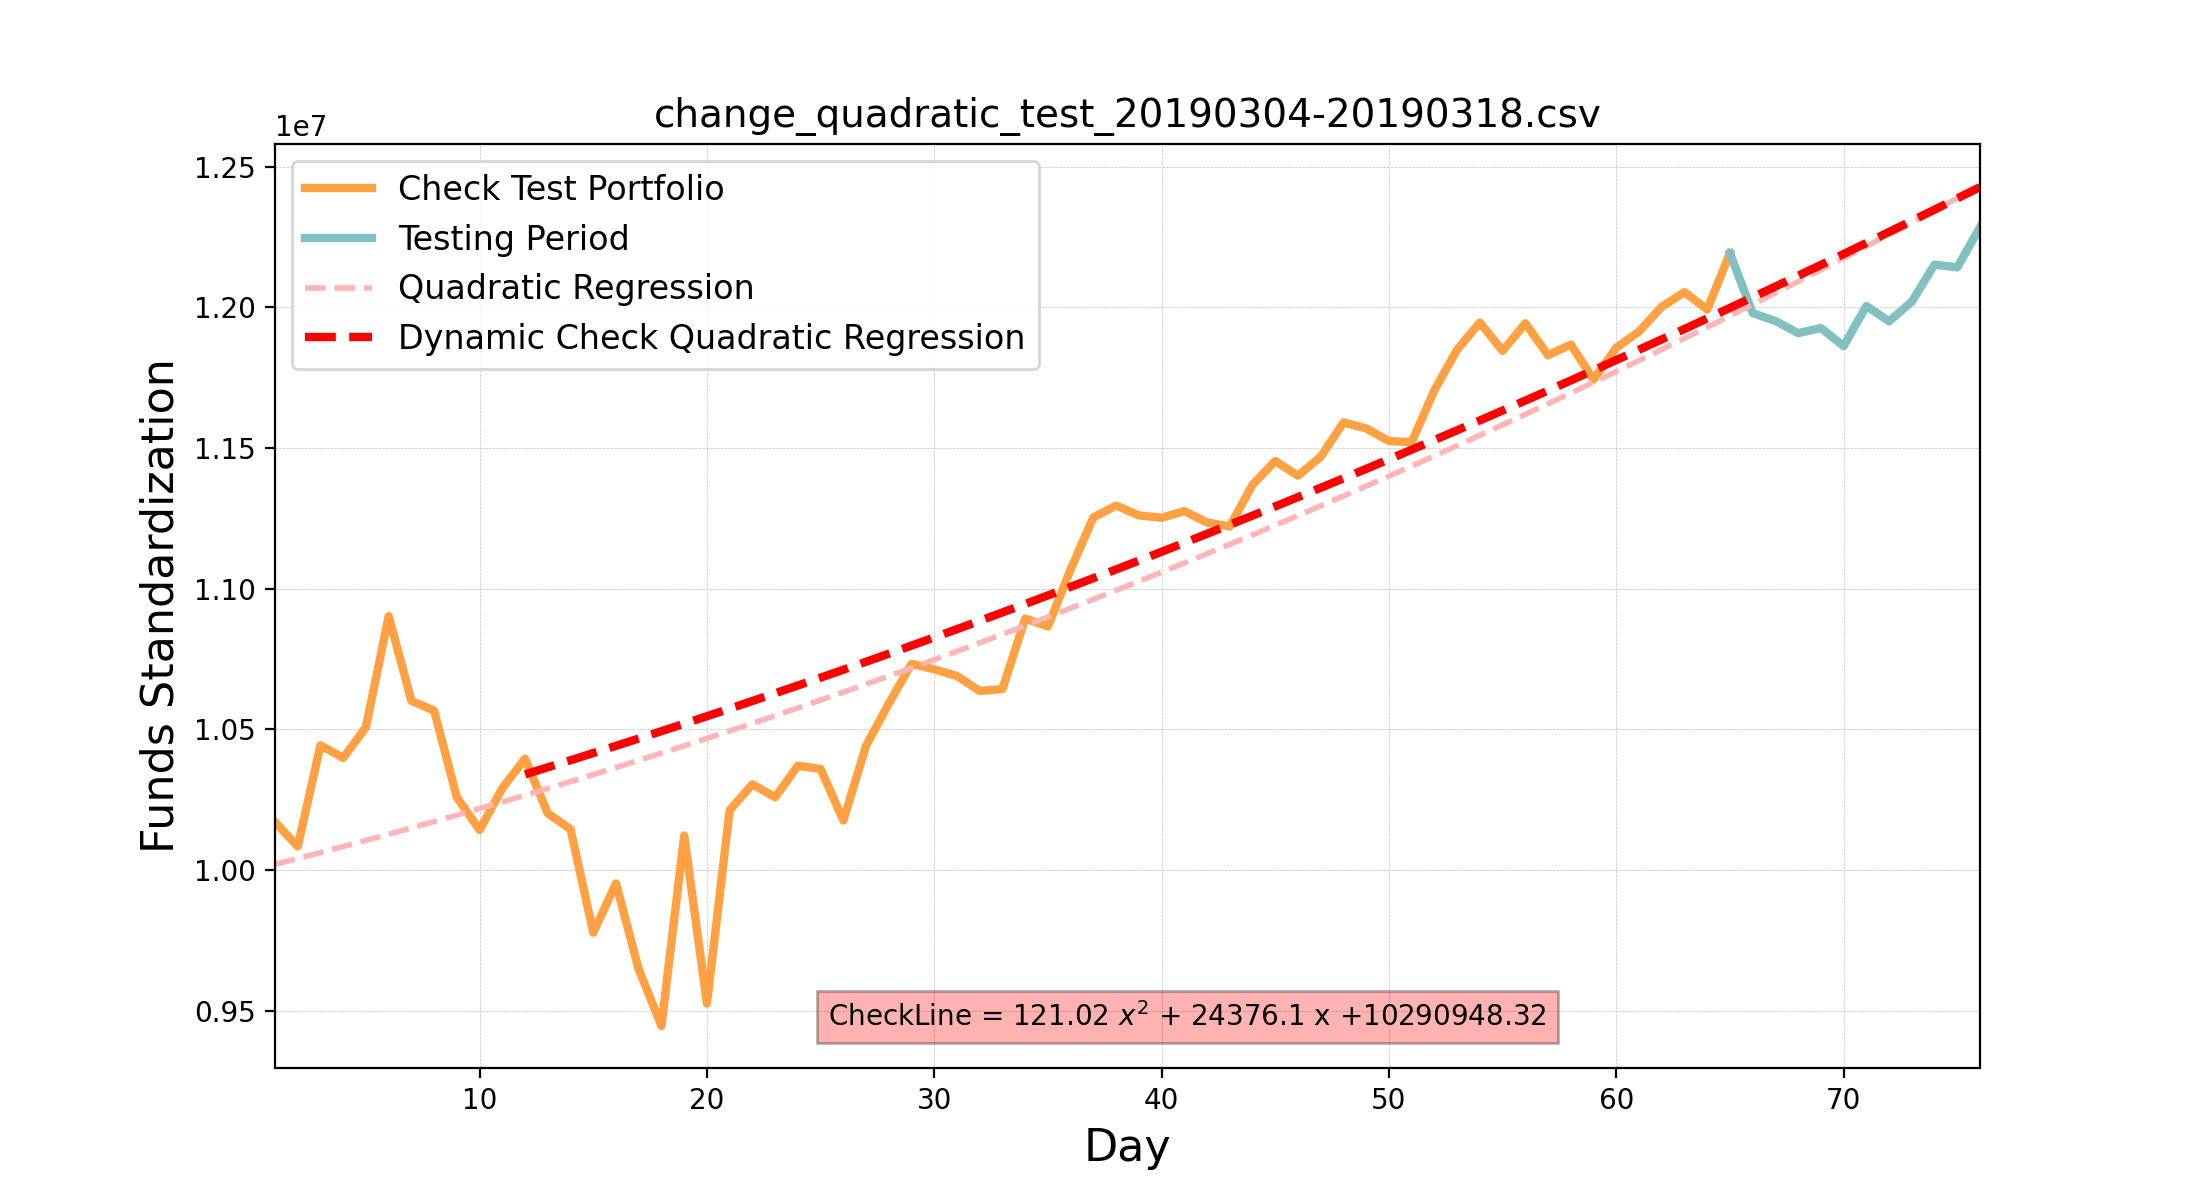 change_quadratic_test_20190304-20190318.csv
1e7
Check Test Portfolio
Testing Period
Quadratic Regression
Dynamic Check Quadratic Regression
1.25
1.20
1.15
1.10
1.05
1.00
0.95
Funds Standardization
CheckLine = 121.02 x² + 24376.1 x +10290948.32
10 20 30 40 50 60 70
Day